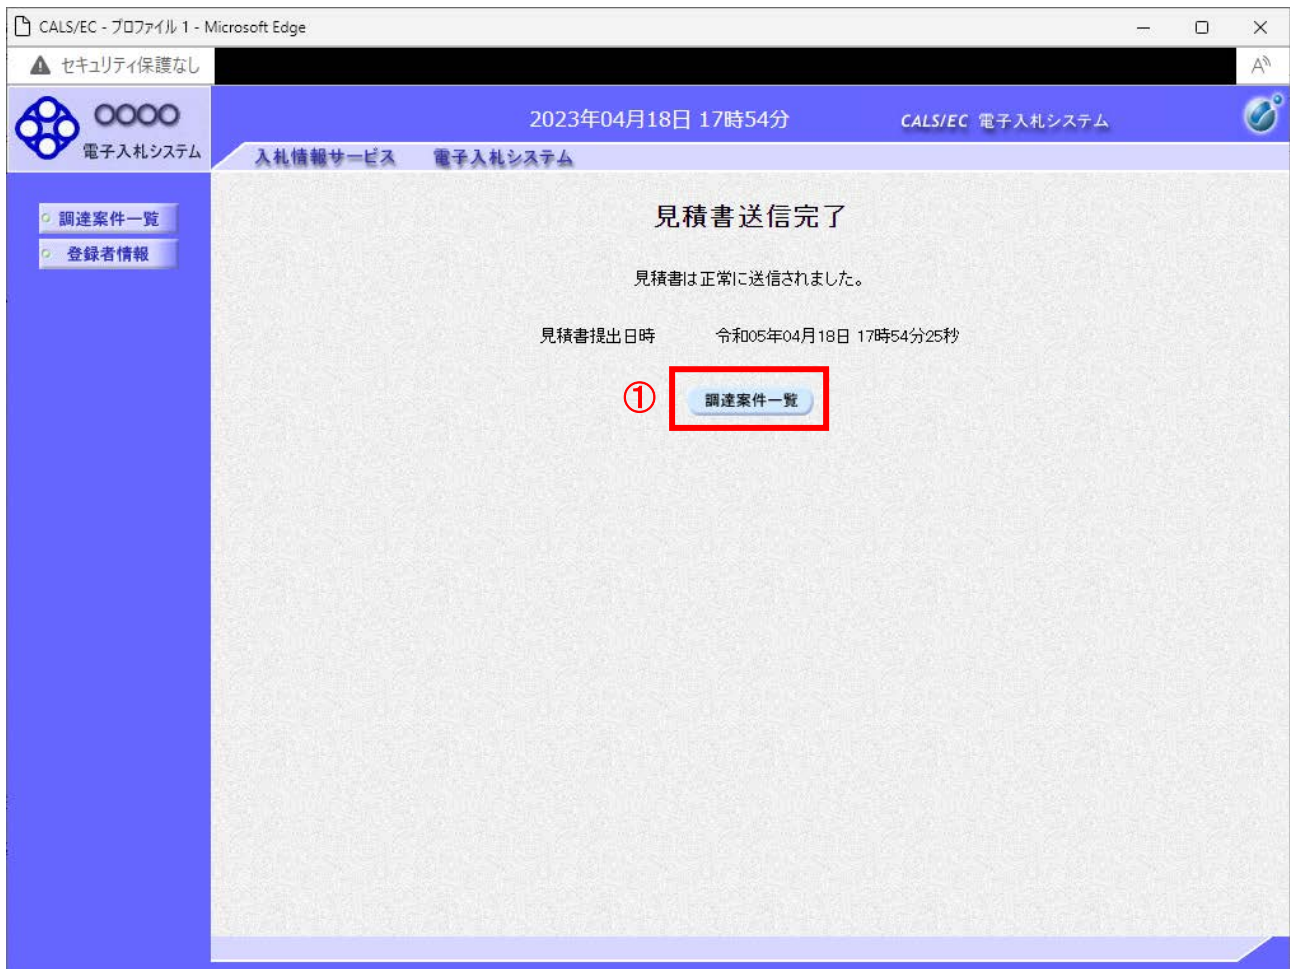 CALS/EC - プロファイル 1 - Microsoft Edge
セキュリティ保護なし
OOOO
電子入札システム
2023年04月18日 17時54分
CALS/EC 電子入札システム
入札情報サービス 電子入札システム
調達案件一覧
登録者情報
見積書送信完了
見積書は正常に送信されました。
見積書提出日時 令和05年04月18日 17時54分25秒
①
調達案件一覧